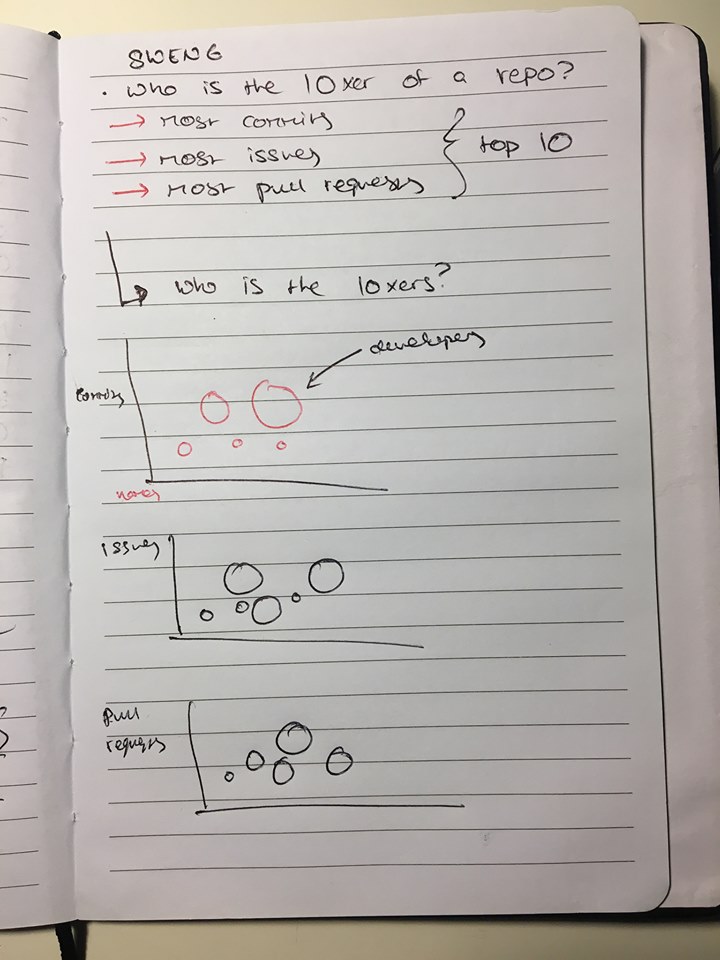 SWENG
· Who is the 10xer of a repo?
→ Most commits
→ Most issues
→ Most pull requests
top 10
Who is the 10xers?
developers
commits
names
issues
pull
requests